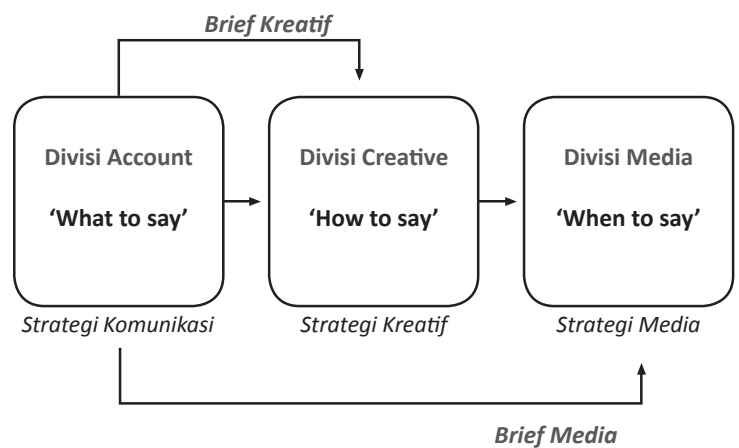 Brief Kreatif
Divisi Account
‘What to say’
Strategi Komunikasi
Divisi Creative
‘How to say’
Strategi Kreatif
Divisi Media
‘When to say’
Strategi Media
Brief Media